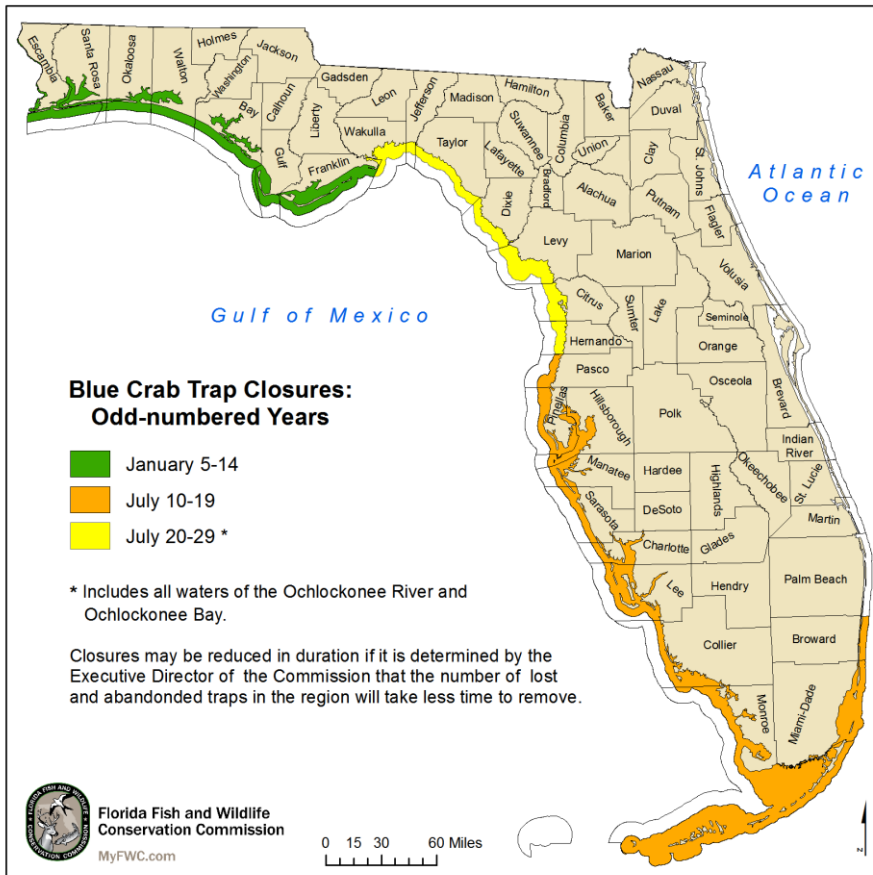 Escambia
Santa Rosa
Okaloosa
Walton
Holmes
Washington
Jackson
Bay
Calhoun
Gulf
Gadsden
Liberty
Franklin
Leon
Wakulla
Jefferson
Madison
Taylor
Hamilton
Suwannee
Lafayette
Dixie
Columbia
Baker
Union
Bradford
Nassau
Duval
Clay
St. Johns
Alachua
Putnam
Flagler
Levy
Marion
Volusia
Citrus
Sumter
Lake
Seminole
Hernando
Orange
Pasco
Osceola
Brevard
Pinellas
Hillsborough
Polk
Indian
River
Manatee
Hardee
Highlands
Okeechobee
St. Lucie
Sarasota
DeSoto
Martin
Charlotte
Glades
Lee
Hendry
Palm Beach
Collier
Broward
Monroe
Miami-Dade
Atlantic
Ocean
Gulf of Mexico
Blue Crab Trap Closures:
Odd-numbered Years
January 5-14
July 10-19
July 20-29 *
* Includes all waters of the Ochlockonee River and
Ochlockonee Bay.
Closures may be reduced in duration if it is determined by the
Executive Director of the Commission that the number of lost
and abandonded traps in the region will take less time to remove.
FLORIDA FISH AND WILDLIFE
CONSERVATION COMMISSION
Florida Fish and Wildlife
Conservation Commission
MyFWC.com
0 15 30 60 Miles
N